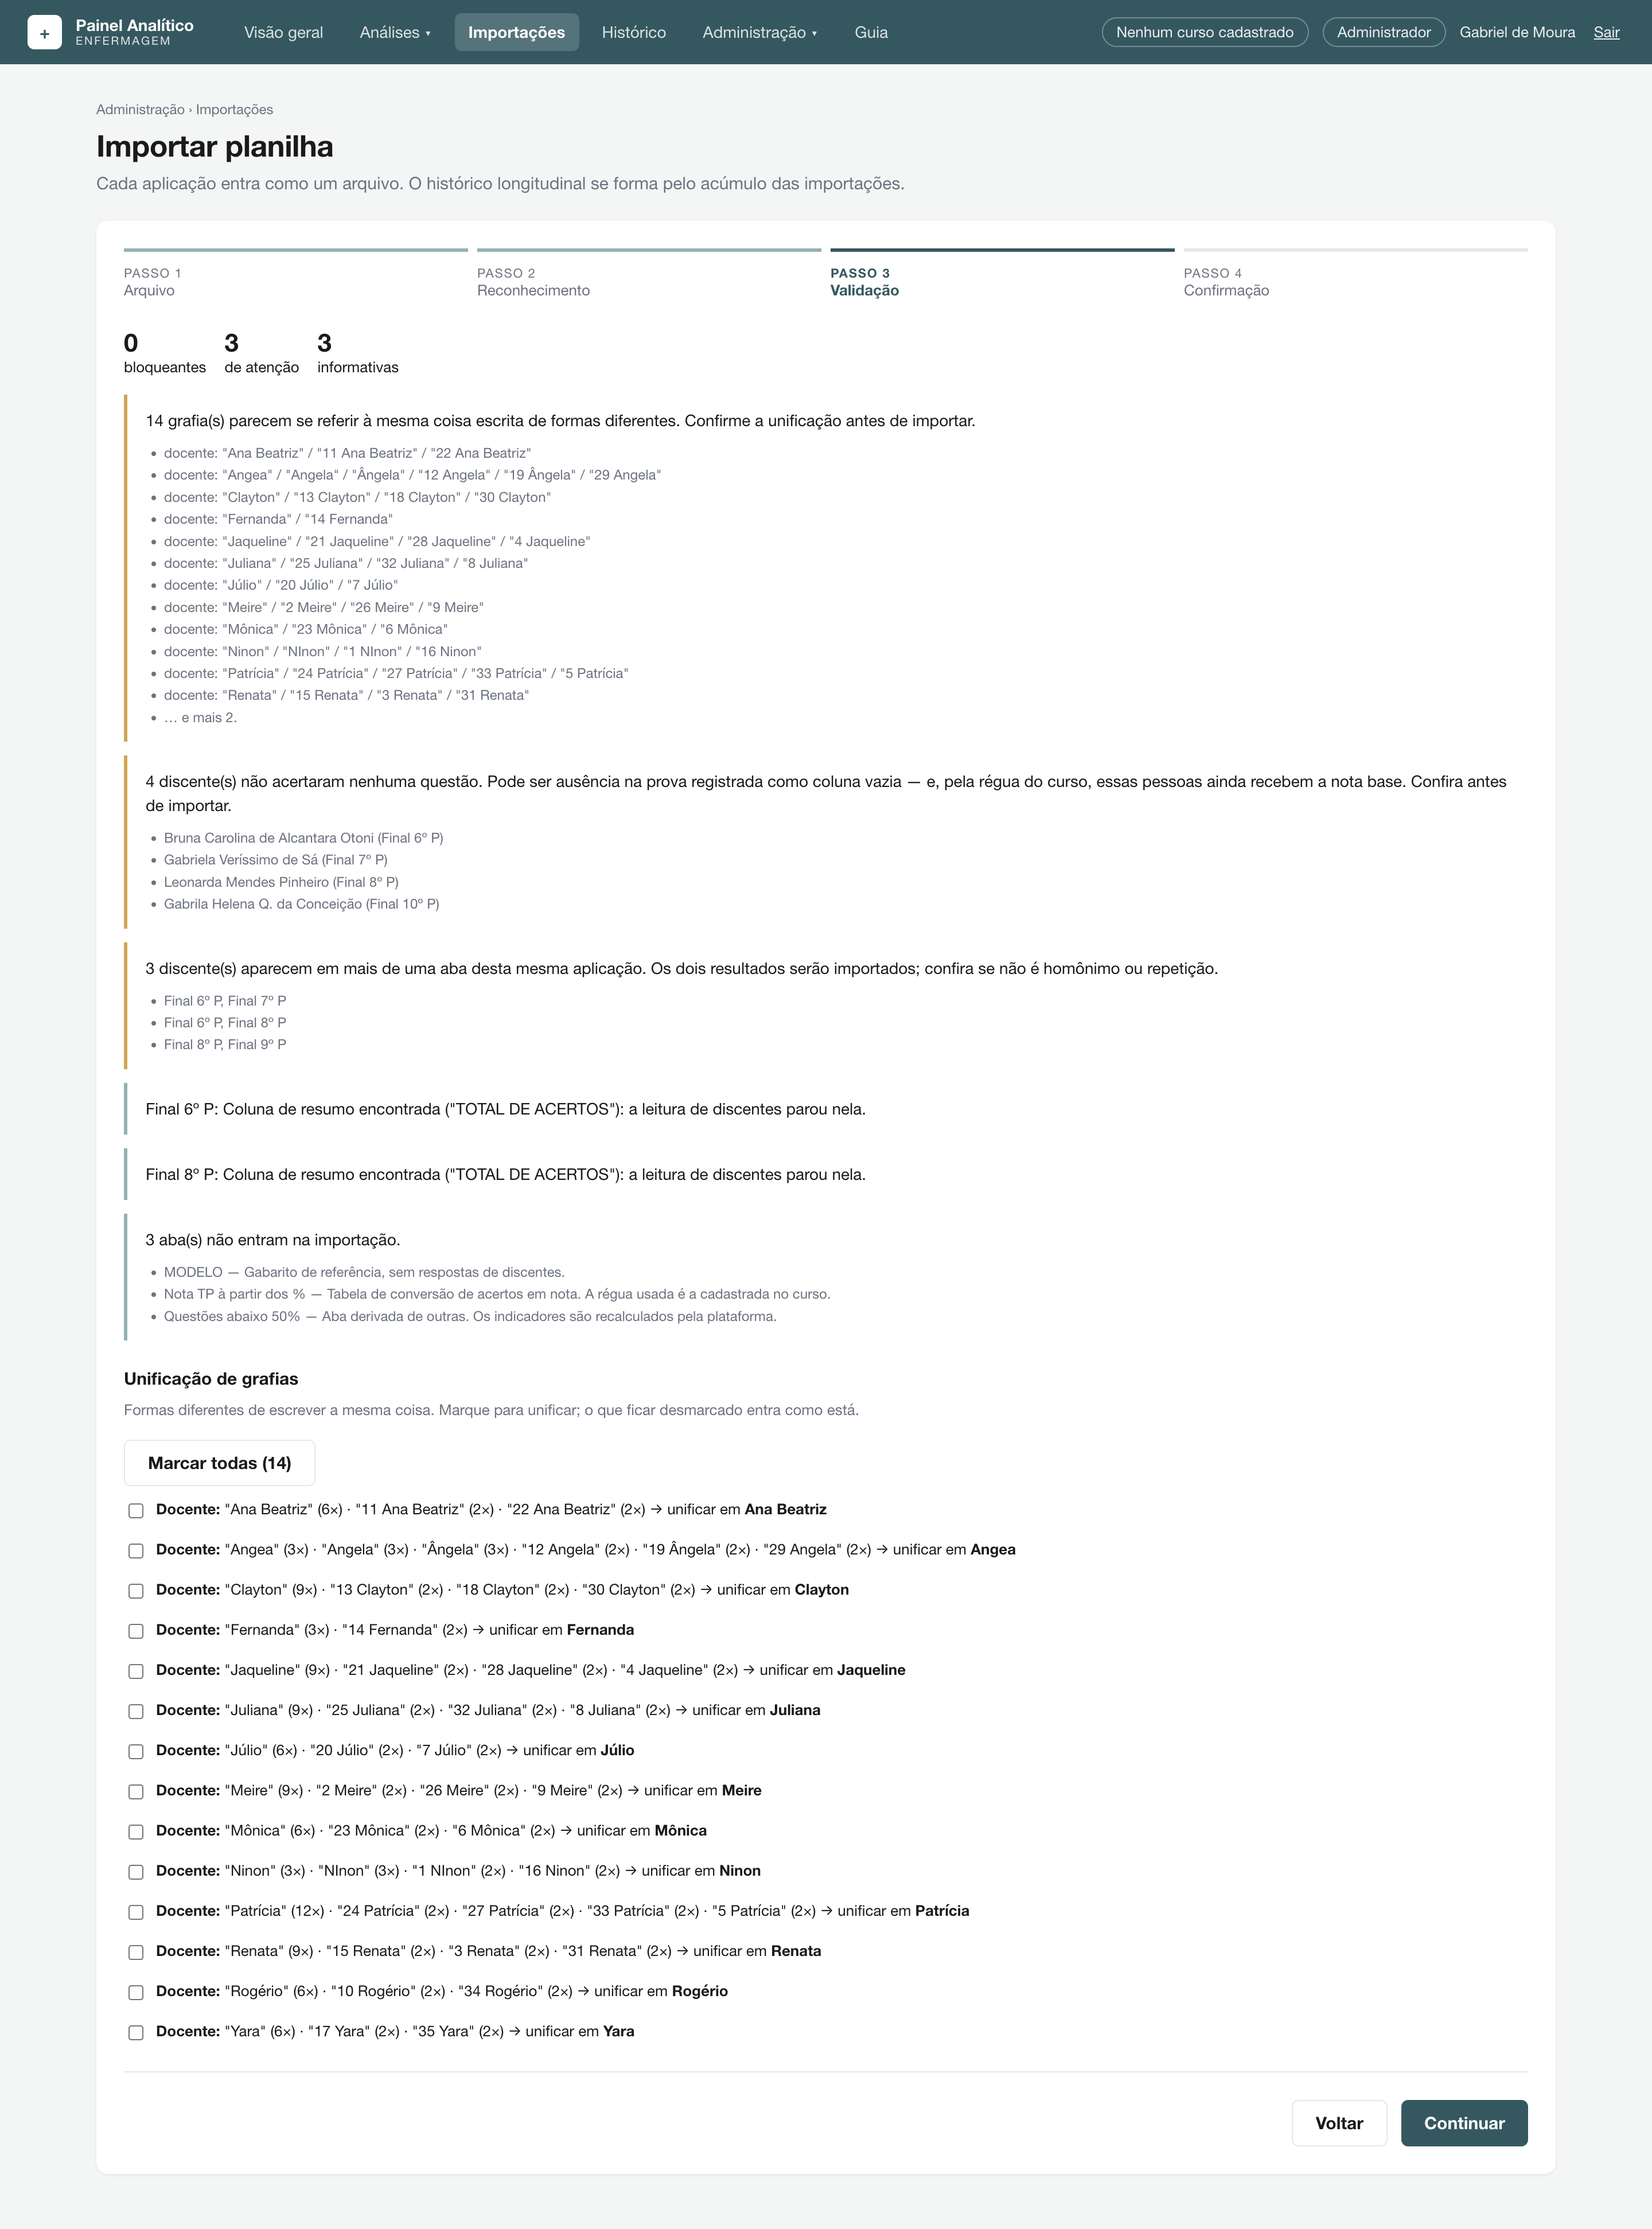 +
Painel Analítico
ENFERMAGEM
Visão geral
Análises ▾
Importações
Histórico
Administração ▾
Guia
Nenhum curso cadastrado
Administrador
Gabriel de Moura
Sair
Administração › Importações
Importar planilha
Cada aplicação entra como um arquivo. O histórico longitudinal se forma pelo acúmulo das importações.
PASSO 1
Arquivo
PASSO 2
Reconhecimento
PASSO 3
Validação
PASSO 4
Confirmação
0
bloqueantes
3
de atenção
3
informativas
14 grafia(s) parecem se referir à mesma coisa escrita de formas diferentes. Confirme a unificação antes de importar.
• docente: "Ana Beatriz" / "11 Ana Beatriz" / "22 Ana Beatriz"
• docente: "Angea" / "Angela" / "Ângela" / "12 Angela" / "19 Ângela" / "29 Angela"
• docente: "Clayton" / "13 Clayton" / "18 Clayton" / "30 Clayton"
• docente: "Fernanda" / "14 Fernanda"
• docente: "Jaqueline" / "21 Jaqueline" / "28 Jaqueline" / "4 Jaqueline"
• docente: "Juliana" / "25 Juliana" / "32 Juliana" / "8 Juliana"
• docente: "Júlio" / "20 Júlio" / "7 Júlio"
• docente: "Meire" / "2 Meire" / "26 Meire" / "9 Meire"
• docente: "Mônica" / "23 Mônica" / "6 Mônica"
• docente: "Ninon" / "NInon" / "1 NInon" / "16 Ninon"
• docente: "Patrícia" / "24 Patrícia" / "27 Patrícia" / "33 Patrícia" / "5 Patrícia"
• docente: "Renata" / "15 Renata" / "3 Renata" / "31 Renata"
• … e mais 2.
4 discente(s) não acertaram nenhuma questão. Pode ser ausência na prova registrada como coluna vazia — e, pela régua do curso, essas pessoas ainda recebem a nota base. Confira antes
de importar.
• Bruna Carolina de Alcantara Otoni (Final 6º P)
• Gabriela Veríssimo de Sá (Final 7º P)
• Leonarda Mendes Pinheiro (Final 8º P)
• Gabrila Helena Q. da Conceição (Final 10º P)
3 discente(s) aparecem em mais de uma aba desta mesma aplicação. Os dois resultados serão importados; confira se não é homônimo ou repetição.
• Final 6º P, Final 7º P
• Final 6º P, Final 8º P
• Final 8º P, Final 9º P
Final 6º P: Coluna de resumo encontrada ("TOTAL DE ACERTOS"): a leitura de discentes parou nela.
Final 8º P: Coluna de resumo encontrada ("TOTAL DE ACERTOS"): a leitura de discentes parou nela.
3 aba(s) não entram na importação.
• MODELO — Gabarito de referência, sem respostas de discentes.
• Nota TP à partir dos % — Tabela de conversão de acertos em nota. A régua usada é a cadastrada no curso.
• Questões abaixo 50% — Aba derivada de outras. Os indicadores são recalculados pela plataforma.
Unificação de grafias
Formas diferentes de escrever a mesma coisa. Marque para unificar; o que ficar desmarcado entra como está.
Marcar todas (14)
Docente: "Ana Beatriz" (6×) · "11 Ana Beatriz" (2×) · "22 Ana Beatriz" (2×) → unificar em Ana Beatriz
Docente: "Angea" (3×) · "Angela" (3×) · "Ângela" (3×) · "12 Angela" (2×) · "19 Ângela" (2×) · "29 Angela" (2×) → unificar em Angea
Docente: "Clayton" (9×) · "13 Clayton" (2×) · "18 Clayton" (2×) · "30 Clayton" (2×) → unificar em Clayton
Docente: "Fernanda" (3×) · "14 Fernanda" (2×) → unificar em Fernanda
Docente: "Jaqueline" (9×) · "21 Jaqueline" (2×) · "28 Jaqueline" (2×) · "4 Jaqueline" (2×) → unificar em Jaqueline
Docente: "Juliana" (9×) · "25 Juliana" (2×) · "32 Juliana" (2×) · "8 Juliana" (2×) → unificar em Juliana
Docente: "Júlio" (6×) · "20 Júlio" (2×) · "7 Júlio" (2×) → unificar em Júlio
Docente: "Meire" (9×) · "2 Meire" (2×) · "26 Meire" (2×) · "9 Meire" (2×) → unificar em Meire
Docente: "Mônica" (6×) · "23 Mônica" (2×) · "6 Mônica" (2×) → unificar em Mônica
Docente: "Ninon" (3×) · "NInon" (3×) · "1 NInon" (2×) · "16 Ninon" (2×) → unificar em Ninon
Docente: "Patrícia" (12×) · "24 Patrícia" (2×) · "27 Patrícia" (2×) · "33 Patrícia" (2×) · "5 Patrícia" (2×) → unificar em Patrícia
Docente: "Renata" (9×) · "15 Renata" (2×) · "3 Renata" (2×) · "31 Renata" (2×) → unificar em Renata
Docente: "Rogério" (6×) · "10 Rogério" (2×) · "34 Rogério" (2×) → unificar em Rogério
Docente: "Yara" (6×) · "17 Yara" (2×) · "35 Yara" (2×) → unificar em Yara
Voltar
Continuar